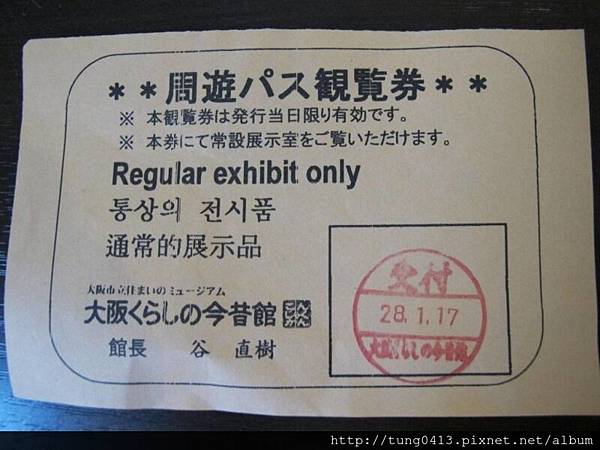 ＊＊周遊パス観覧券＊＊
※ 本観覧券は発行当日限り有効です。
※ 本券にて常設展示室をご覧いただけます。
Regular exhibit only
통상의 전시품
通常的展示品
大阪市立住まいのミュージアム
大阪くらしの今昔館
館長 谷 直樹
交付
28.1.17
大阪くらしの今昔館
http://tung0413.pixnet.net/album